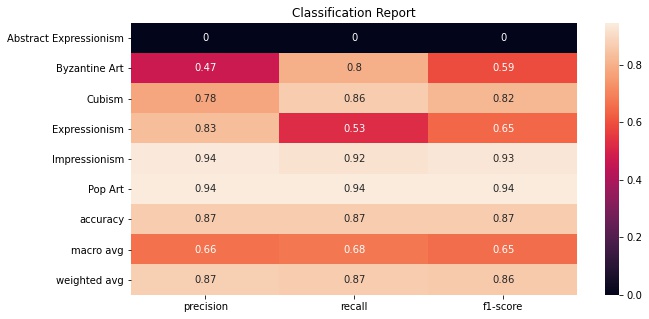 Classification Report
Abstract Expressionism 0 0 0
Byzantine Art 0.47 0.8 0.59
Cubism 0.78 0.86 0.82
Expressionism 0.83 0.53 0.65
Impressionism 0.94 0.92 0.93
Pop Art 0.94 0.94 0.94
accuracy 0.87 0.87 0.87
macro avg 0.66 0.68 0.65
weighted avg 0.87 0.87 0.86
precision recall f1-score
0.8
0.6
0.4
0.2
0.0